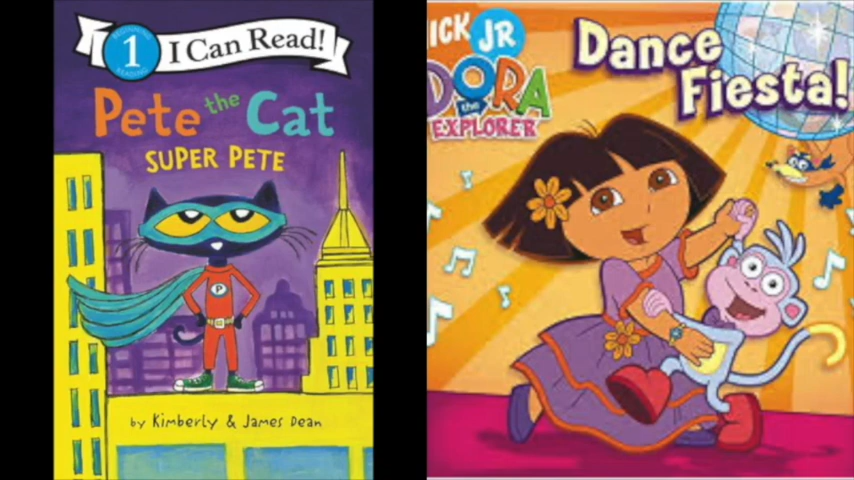 BEGINNING
READING
1
I Can Read!
Pete the Cat
SUPER PETE
P
by Kimberly & James Dean
ICK JR
DORA
the
EXPLORER
Dance
Fiesta!